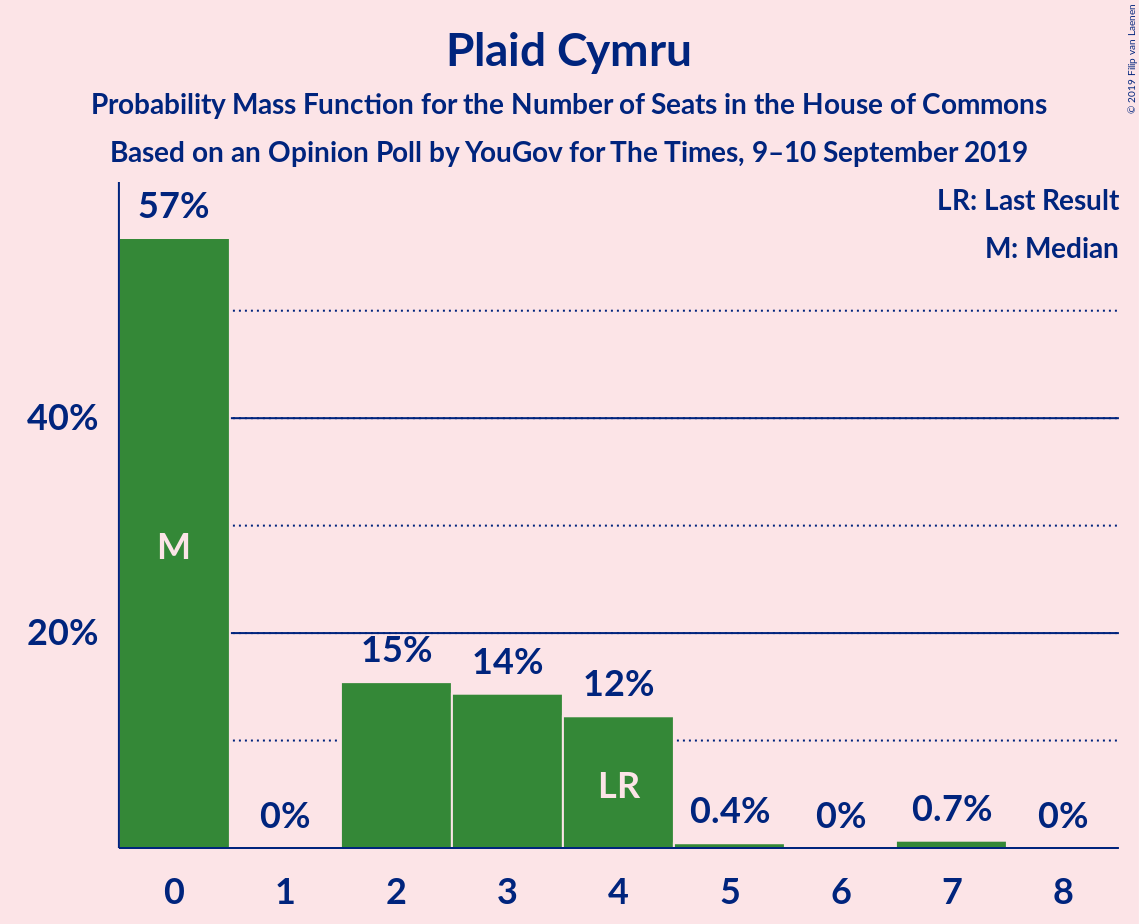 Plaid Cymru
Probability Mass Function for the Number of Seats in the House of Commons
Based on an Opinion Poll by YouGov for The Times, 9–10 September 2019
© 2019 Filip van Laenen
LR: Last Result
M: Median
57%
40%
20%
M
15%
14%
12%
LR
0%
0.4%
0%
0.7%
0%
0 1 2 3 4 5 6 7 8